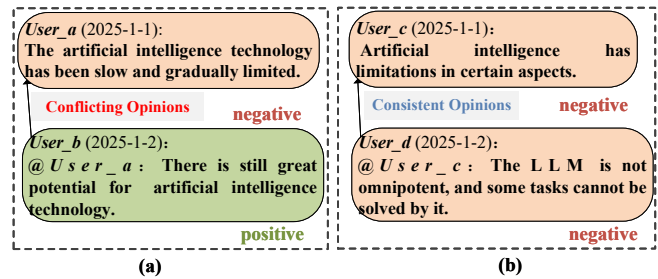 User_a (2025-1-1):
The artificial intelligence technology
has been slow and gradually limited.
Conflicting Opinions
negative
User_b (2025-1-2):
@User_a: There is still great
potential for artificial intelligence
technology.
positive
(a)
User_c (2025-1-1):
Artificial intelligence has
limitations in certain aspects.
Consistent Opinions
negative
User_d (2025-1-2):
@User_c: The LLM is not
omnipotent, and some tasks cannot be
solved by it.
negative
(b)